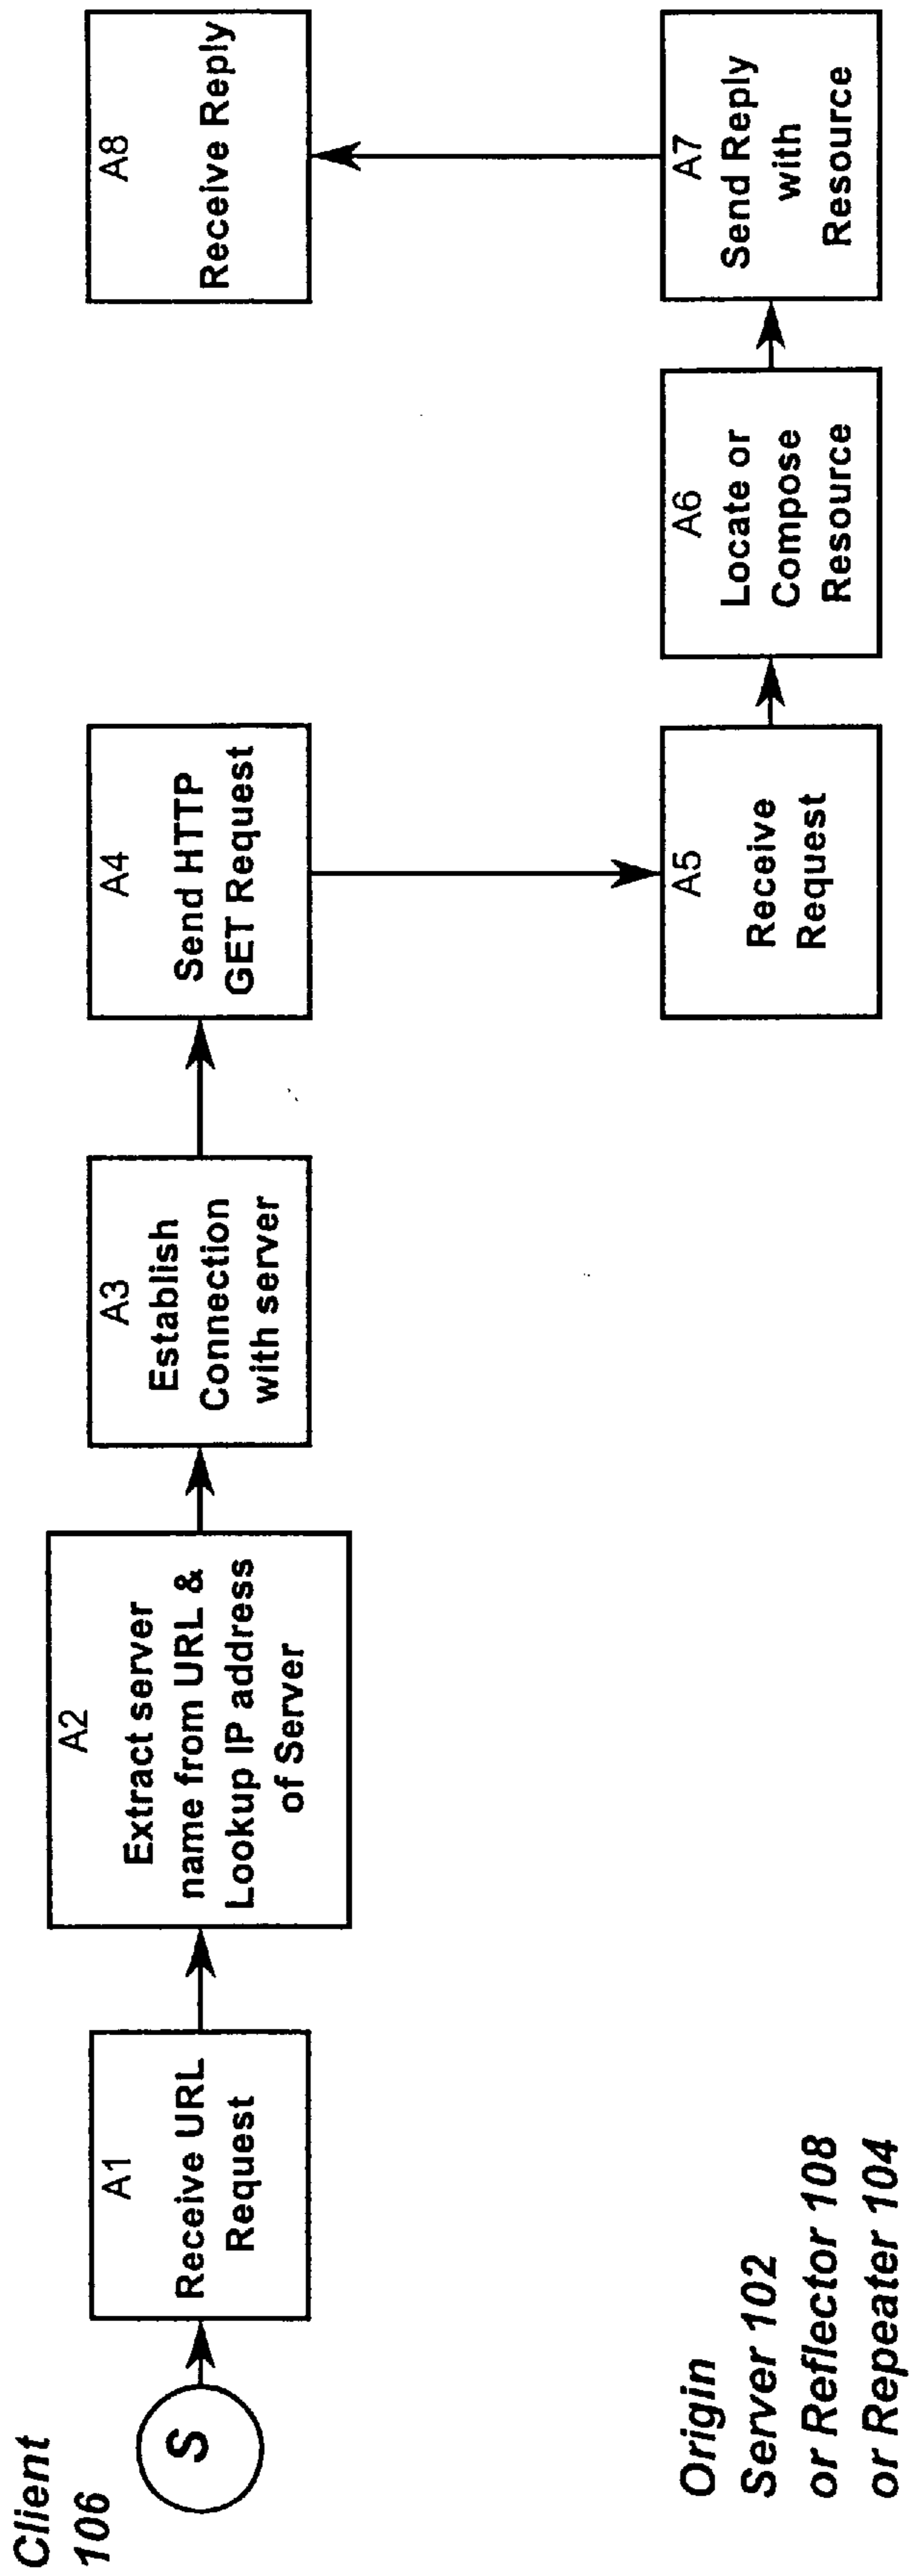 Client
106
S
A1
Receive URL
Request
A2
Extract server
name from URL &
Lookup IP address
of Server
A3
Establish
Connection
with server
A4
Send HTTP
GET Request
A8
Receive Reply
Origin
Server 102
or Reflector 108
or Repeater 104
A5
Receive
Request
A6
Locate or
Compose
Resource
A7
Send Reply
with
Resource